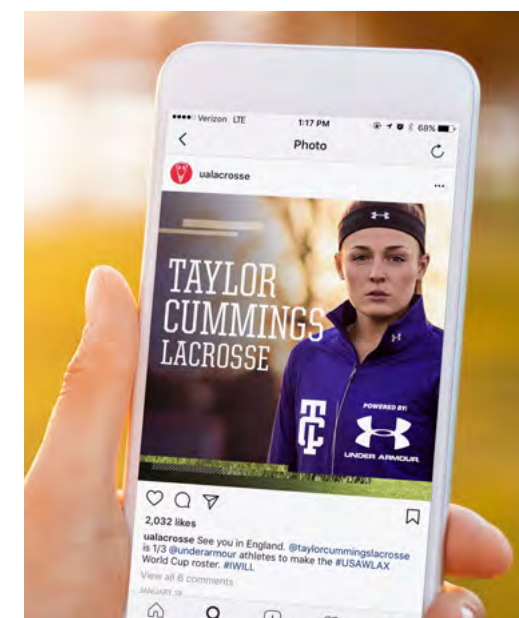 Verizon LTE 1:17 PM 68%
Photo
ualacrosse
TAYLOR
CUMMINGS
LACROSSE
POWERED BY:
UNDER ARMOUR
2,032 likes
ualacrosse See you in England. @taylorcummingslacrosse
is 1/3 @underarmour athletes to make the #USAWLAX
World Cup roster. #IWILL
View all 6 comments
JANUARY 19